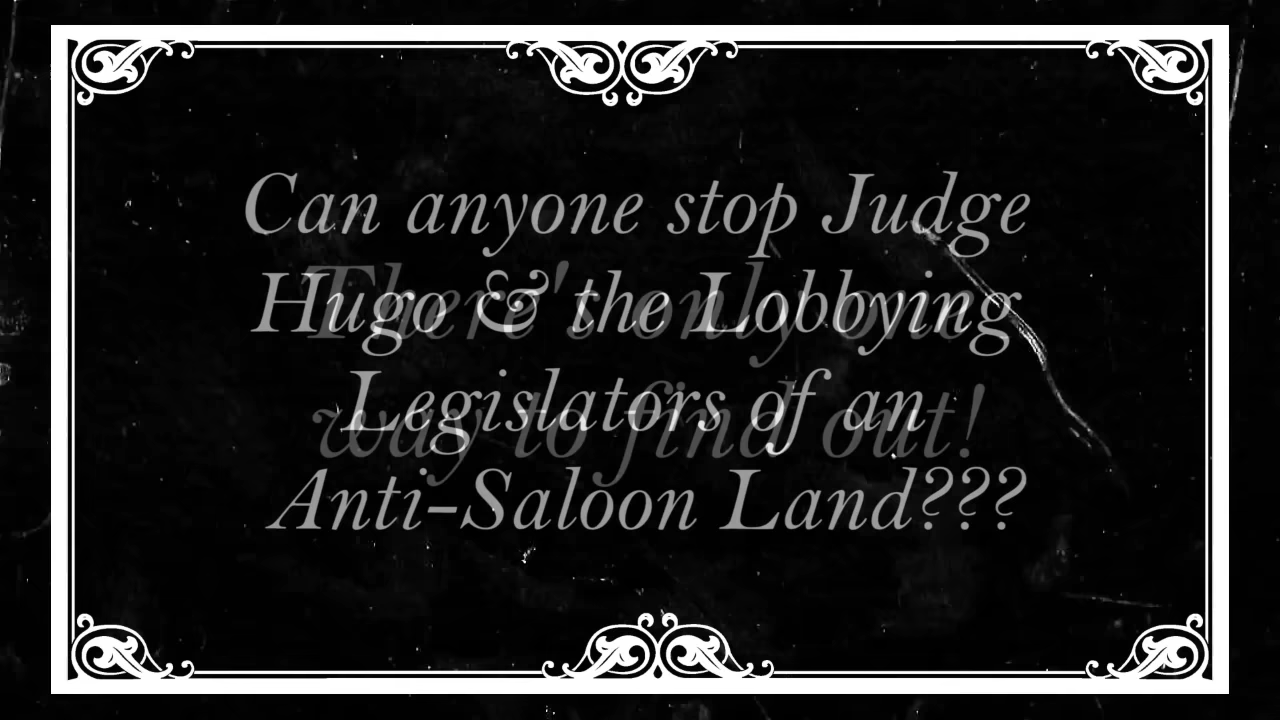 Can anyone stop Judge
Hugo & the Lobbying
Legislators of an
Anti-Saloon Land???
There's only one
way to find out!